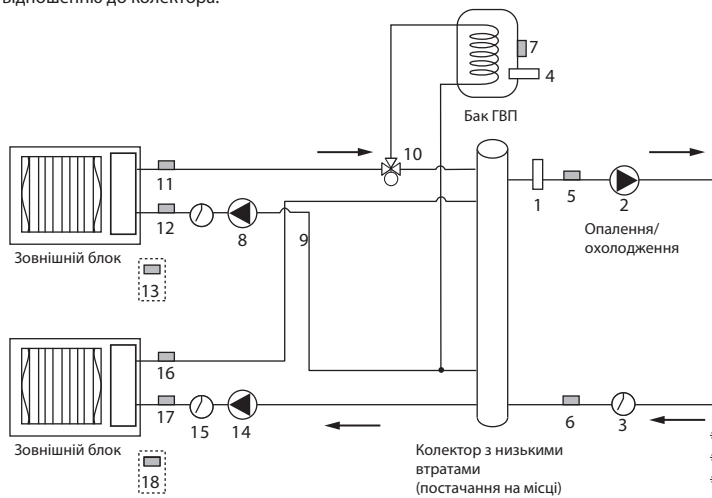 відношенню до колектора.
7
4
Бак ГВП
10
11
12
8
9
1
5
2
Опалення/
охолодження
Зовнішній блок
13
16
17
15
14
6
3
Зовнішній блок
18
Колектор з низькими
втратами
(постачання на місці)